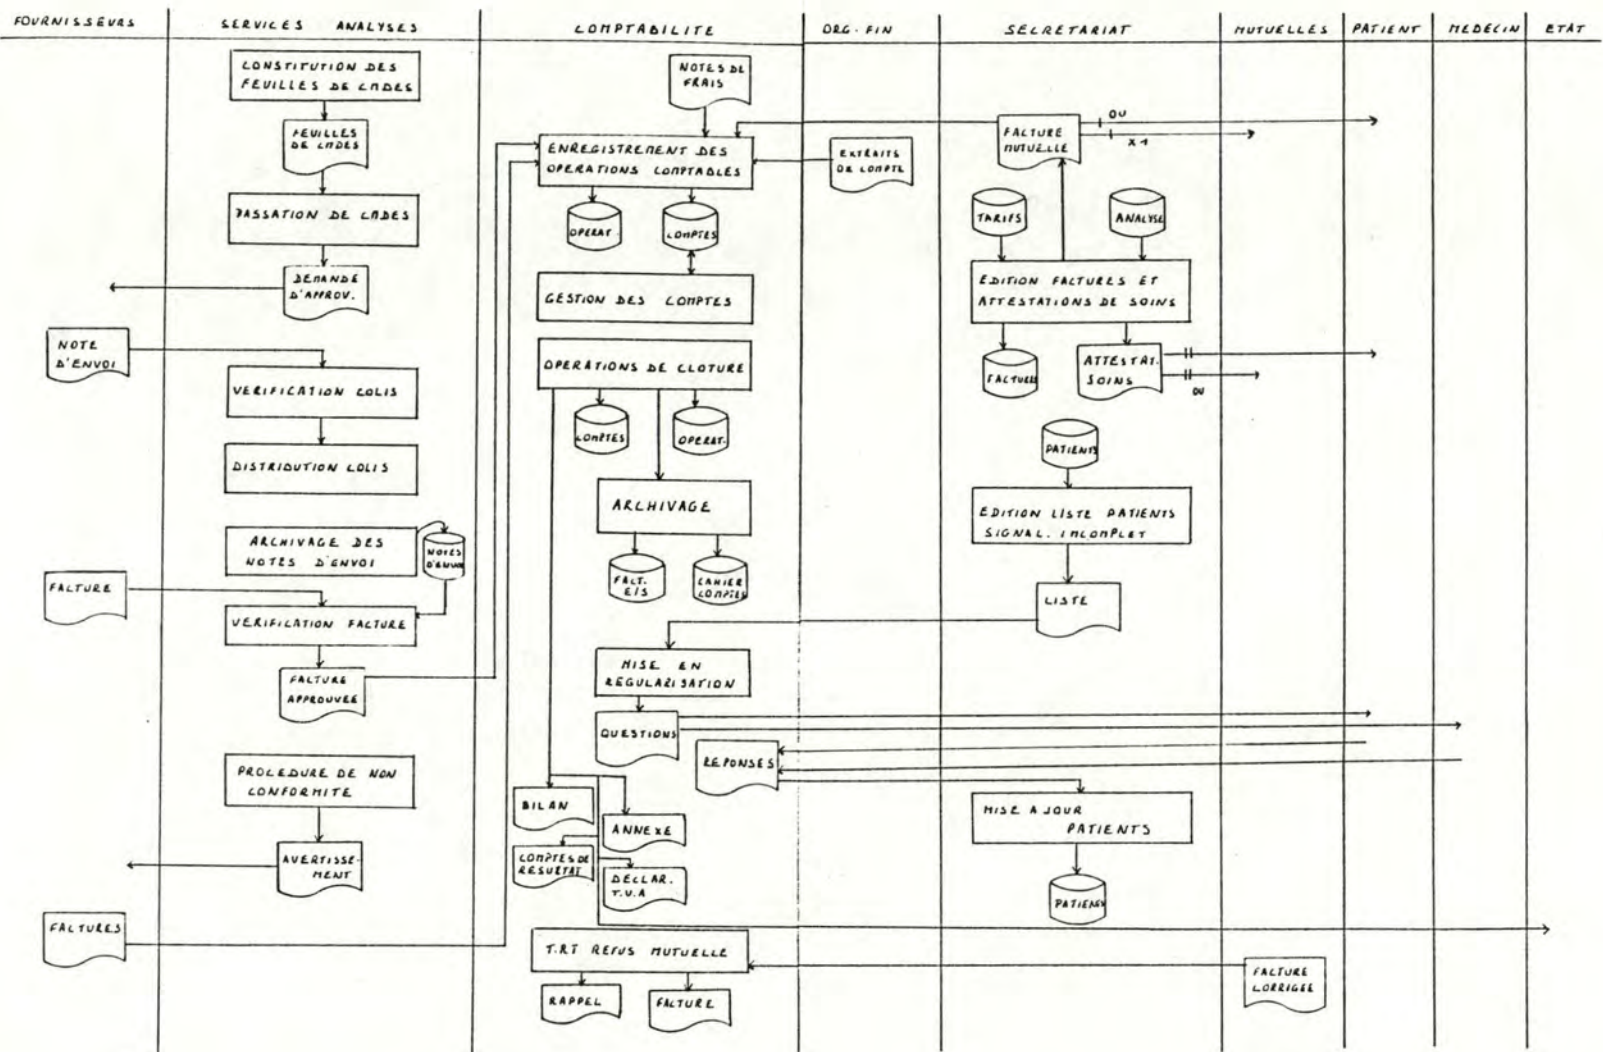 FOURNISSEURS
SERVICES ANALYSES
COMPTABILITE
ORG. FIN
SECRETARIAT
MUTUELLES
PATIENT
MEDECIN
ETAT
CONSTITUTION DES
FEUILLES DE CMDES
FEUILLES
DE CMDES
PASSATION DE CMDES
DEMANDE
D'APPROV.
NOTE
D'ENVOI
VERIFICATION COLIS
DISTRIBUTION COLIS
ARCHIVAGE DES
NOTES D'ENVOI
NOTES
D'ENVOI
FACTURE
VERIFICATION FACTURE
FACTURE
APPROUVEE
PROCEDURE DE NON
CONFORMITE
AVERTISSE-
MENT
FACTURES
NOTES DE
FRAIS
ENREGISTREMENT DES
OPERATIONS COMPTABLES
OPERAT.
COMPTES
GESTION DES COMPTES
OPERATIONS DE CLOTURE
COMPTES
OPERAT.
ARCHIVAGE
FACT.
E/S
CAHIER
COMPTES
MISE EN
REGULARISATION
QUESTIONS
REPONSES
BILAN
ANNEXE
COMPTES DE
RESULTAT
DECLAR.
T.V.A
T.RT REFUS MUTUELLE
RAPPEL
FACTURE
EXTRAITS
DE COMPTE
FACTURE
MUTUELLE
OU
X 1
TARIFS
ANALYSE
EDITION FACTURES ET
ATTESTATIONS DE SOINS
FACTURES
ATTESTAT.
SOINS
OU
PATIENTS
EDITION LISTE PATIENTS
SIGNAL. INCOMPLET
LISTE
MISE A JOUR
PATIENTS
PATIENTS
FACTURE
CORRIGEE